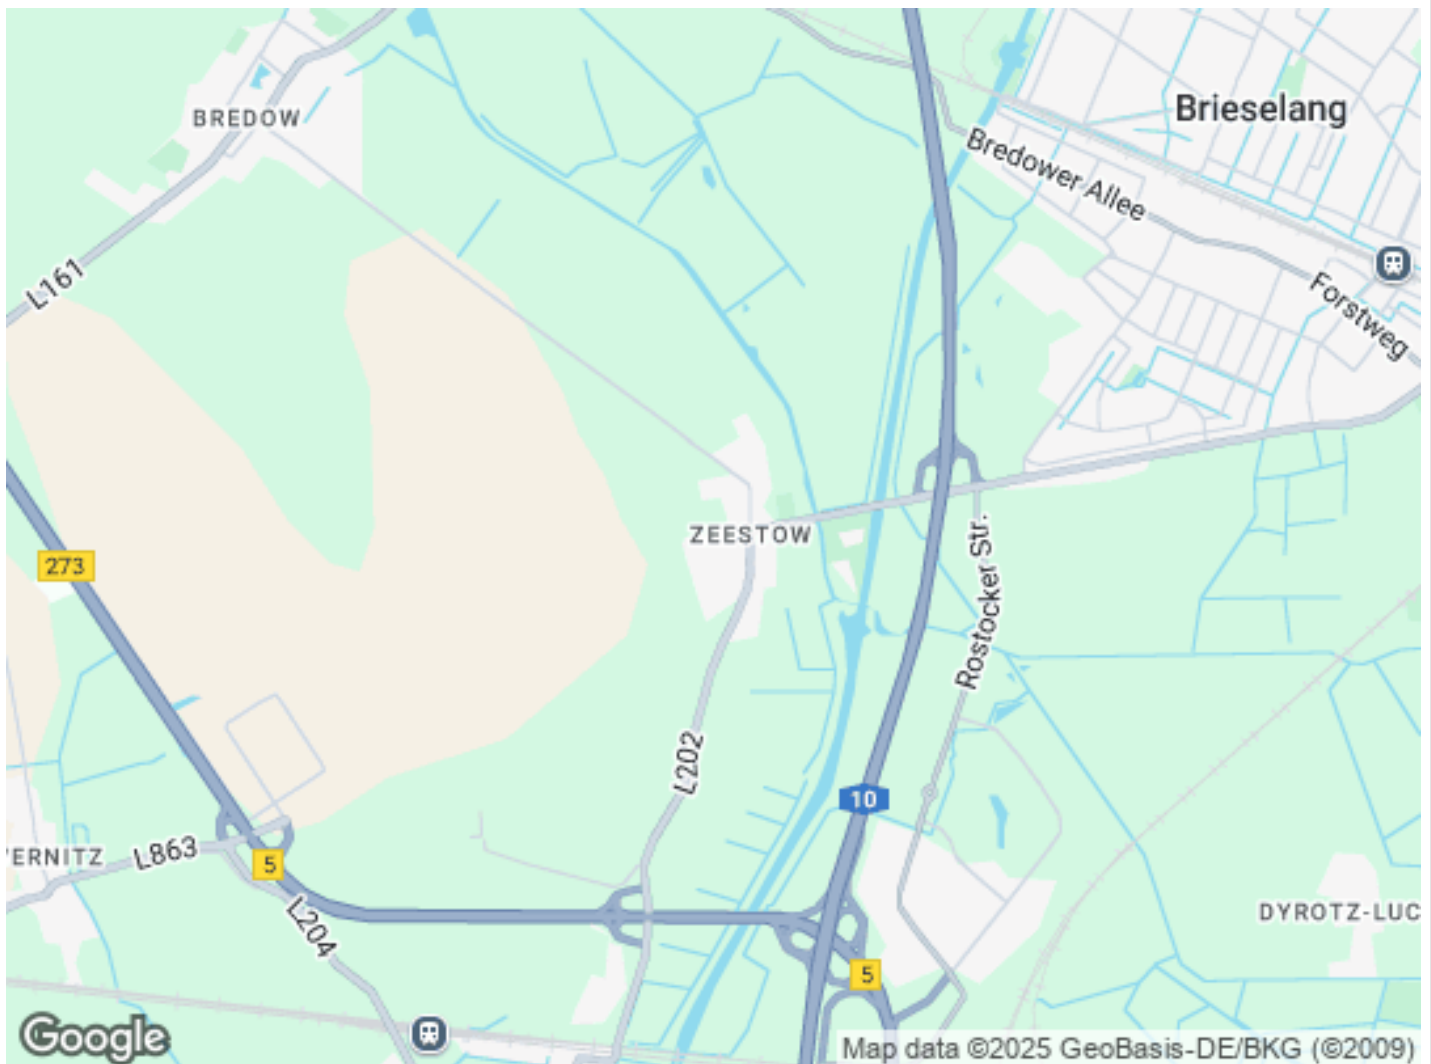 Brieselang
BREDOW
Bredower Allee
L161
Forstweg
ZEESTOW
273
Rostocker Str.
L202
10
VERNITZ
L863
5
L204
DYROTZ-LUC
5
Google
Map data ©2025 GeoBasis-DE/BKG (©2009)